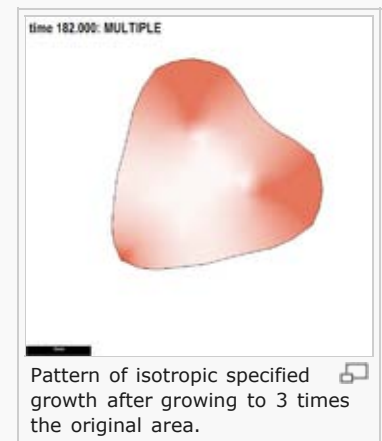 time 182.000: MULTIPLE
Pattern of isotropic specified
growth after growing to 3 times
the original area.